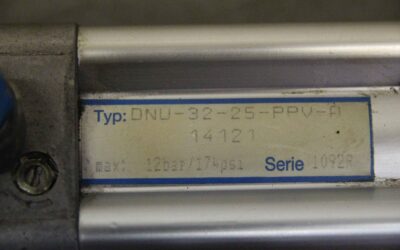 Typ: DNU-32-25-PPV-A
14121
max: 12bar/174psi Serie 1092R